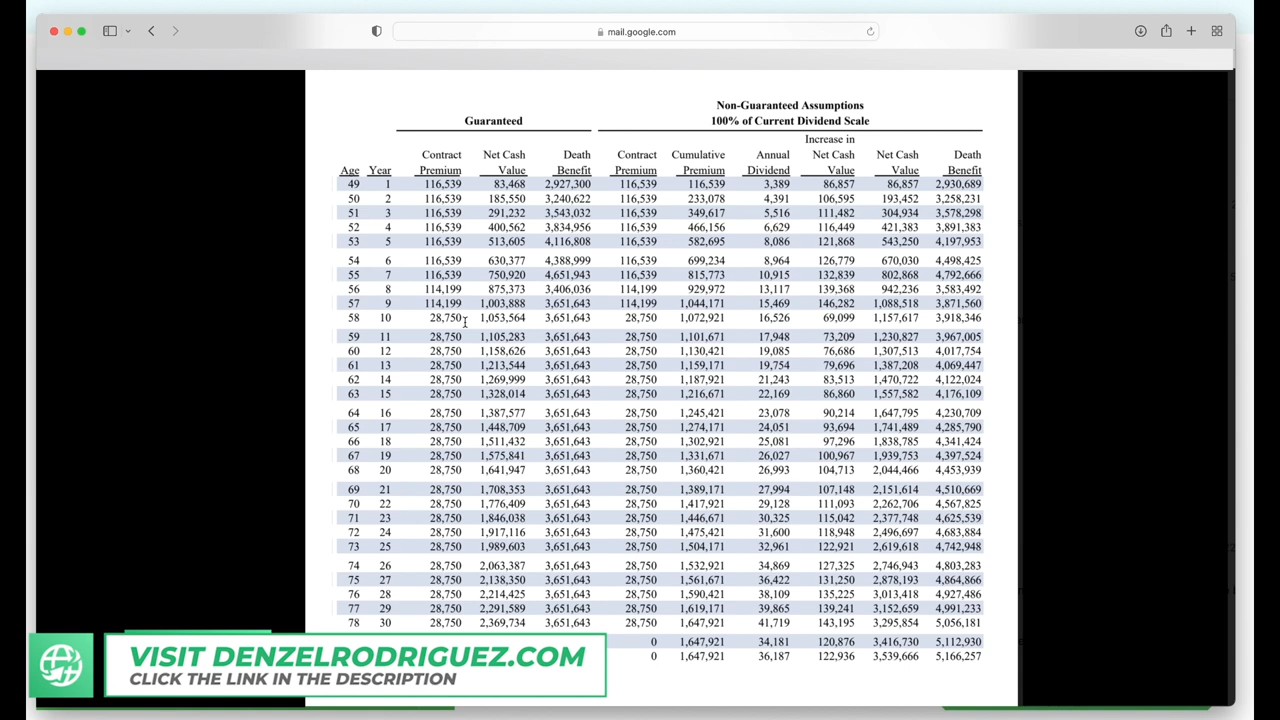 mail.google.com
Non-Guaranteed Assumptions
Guaranteed 100% of Current Dividend Scale
Increase in
Contract Net Cash Death Contract Cumulative Annual Net Cash Net Cash Death
Age Year Premium Value Benefit Premium Premium Dividend Value Value Benefit
49 1 116,539 83,468 2,927,300 116,539 116,539 3,389 86,857 86,857 2,930,689
50 2 116,539 185,550 3,240,622 116,539 233,078 4,391 106,595 193,452 3,258,231
51 3 116,539 291,232 3,543,032 116,539 349,617 5,516 111,482 304,934 3,578,298
52 4 116,539 400,562 3,834,956 116,539 466,156 6,629 116,449 421,383 3,891,383
53 5 116,539 513,605 4,116,808 116,539 582,695 8,086 121,868 543,250 4,197,953
54 6 116,539 630,377 4,388,999 116,539 699,234 8,964 126,779 670,030 4,498,425
55 7 116,539 750,920 4,651,943 116,539 815,773 10,915 132,839 802,868 4,792,666
56 8 114,199 875,373 3,406,036 114,199 929,972 13,117 139,368 942,236 3,583,492
57 9 114,199 1,003,888 3,651,643 114,199 1,044,171 15,469 146,282 1,088,518 3,871,560
58 10 28,750 1,053,564 3,651,643 28,750 1,072,921 16,526 69,099 1,157,617 3,918,346
59 11 28,750 1,105,283 3,651,643 28,750 1,101,671 17,948 73,209 1,230,827 3,967,005
60 12 28,750 1,158,626 3,651,643 28,750 1,130,421 19,085 76,686 1,307,513 4,017,754
61 13 28,750 1,213,544 3,651,643 28,750 1,159,171 19,754 79,696 1,387,208 4,069,447
62 14 28,750 1,269,999 3,651,643 28,750 1,187,921 21,243 83,513 1,470,722 4,122,024
63 15 28,750 1,328,014 3,651,643 28,750 1,216,671 22,169 86,860 1,557,582 4,176,109
64 16 28,750 1,387,577 3,651,643 28,750 1,245,421 23,078 90,214 1,647,795 4,230,709
65 17 28,750 1,448,709 3,651,643 28,750 1,274,171 24,051 93,694 1,741,489 4,285,790
66 18 28,750 1,511,432 3,651,643 28,750 1,302,921 25,081 97,296 1,838,785 4,341,424
67 19 28,750 1,575,841 3,651,643 28,750 1,331,671 26,027 100,967 1,939,753 4,397,524
68 20 28,750 1,641,947 3,651,643 28,750 1,360,421 26,993 104,713 2,044,466 4,453,939
69 21 28,750 1,708,353 3,651,643 28,750 1,389,171 27,994 107,148 2,151,614 4,510,669
70 22 28,750 1,776,409 3,651,643 28,750 1,417,921 29,128 111,093 2,262,706 4,567,825
71 23 28,750 1,846,038 3,651,643 28,750 1,446,671 30,325 115,042 2,377,748 4,625,539
72 24 28,750 1,917,116 3,651,643 28,750 1,475,421 31,600 118,948 2,496,697 4,683,884
73 25 28,750 1,989,603 3,651,643 28,750 1,504,171 32,961 122,921 2,619,618 4,742,948
74 26 28,750 2,063,387 3,651,643 28,750 1,532,921 34,869 127,325 2,746,943 4,803,283
75 27 28,750 2,138,350 3,651,643 28,750 1,561,671 36,422 131,250 2,878,193 4,864,866
76 28 28,750 2,214,425 3,651,643 28,750 1,590,421 38,109 135,225 3,013,418 4,927,486
77 29 28,750 2,291,589 3,651,643 28,750 1,619,171 39,865 139,241 3,152,659 4,991,233
78 30 28,750 2,369,734 3,651,643 28,750 1,647,921 41,719 143,195 3,295,854 5,056,181
0 1,647,921 34,181 120,876 3,416,730 5,112,930
0 1,647,921 36,187 122,936 3,539,666 5,166,257
VISIT DENZELRODRIGUEZ.COM
CLICK THE LINK IN THE DESCRIPTION